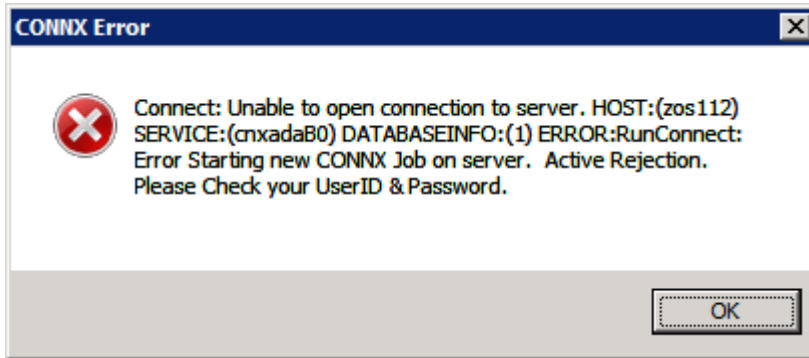 CONNX Error
Connect: Unable to open connection to server. HOST:(zos112)
SERVICE:(cnxadaB0) DATABASEINFO:(1) ERROR:RunConnect:
Error Starting new CONNX Job on server.  Active Rejection.
Please Check your UserID & Password.
OK